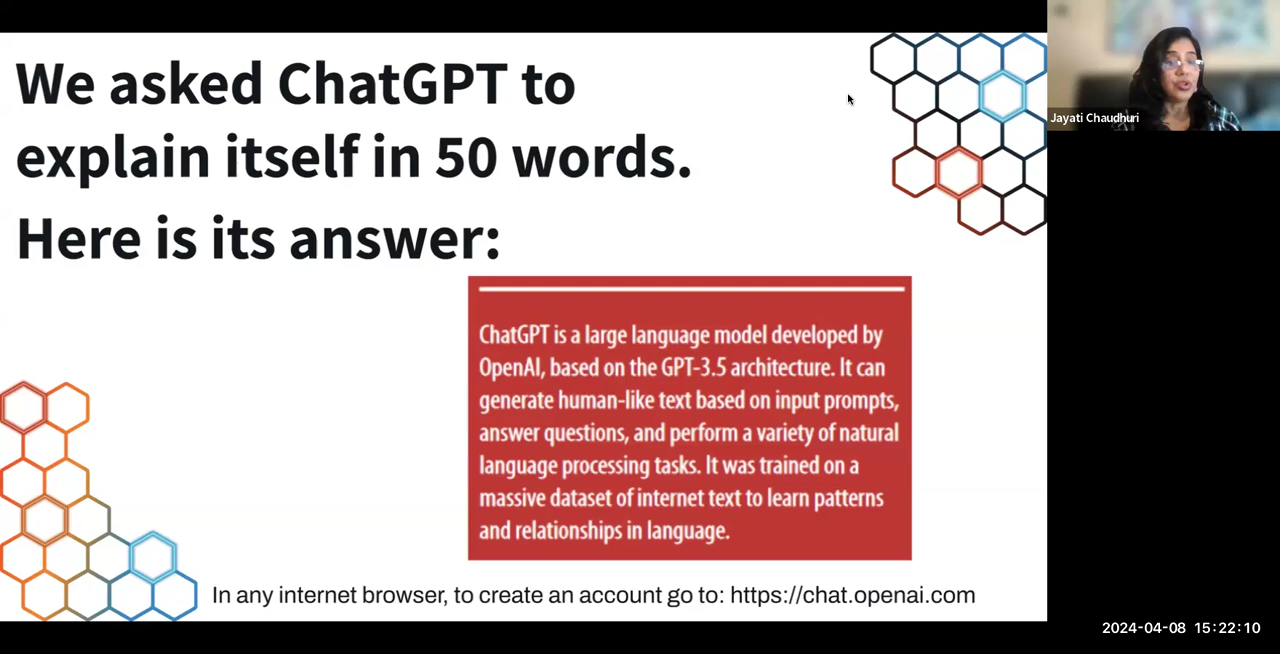 We asked ChatGPT to
explain itself in 50 words.
Here is its answer:
ChatGPT is a large language model developed by
OpenAI, based on the GPT-3.5 architecture. It can
generate human-like text based on input prompts,
answer questions, and perform a variety of natural
language processing tasks. It was trained on a
massive dataset of internet text to learn patterns
and relationships in language.
In any internet browser, to create an account go to: https://chat.openai.com
Jayati Chaudhuri
2024-04-08 15:22:10